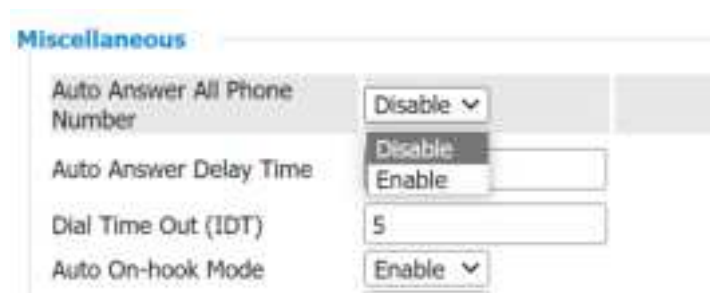 Miscellaneous
Auto Answer All Phone
Number
Disable
Disable
Enable
Auto Answer Delay Time
Dial Time Out (IDT)
5
Auto On-hook Mode
Enable